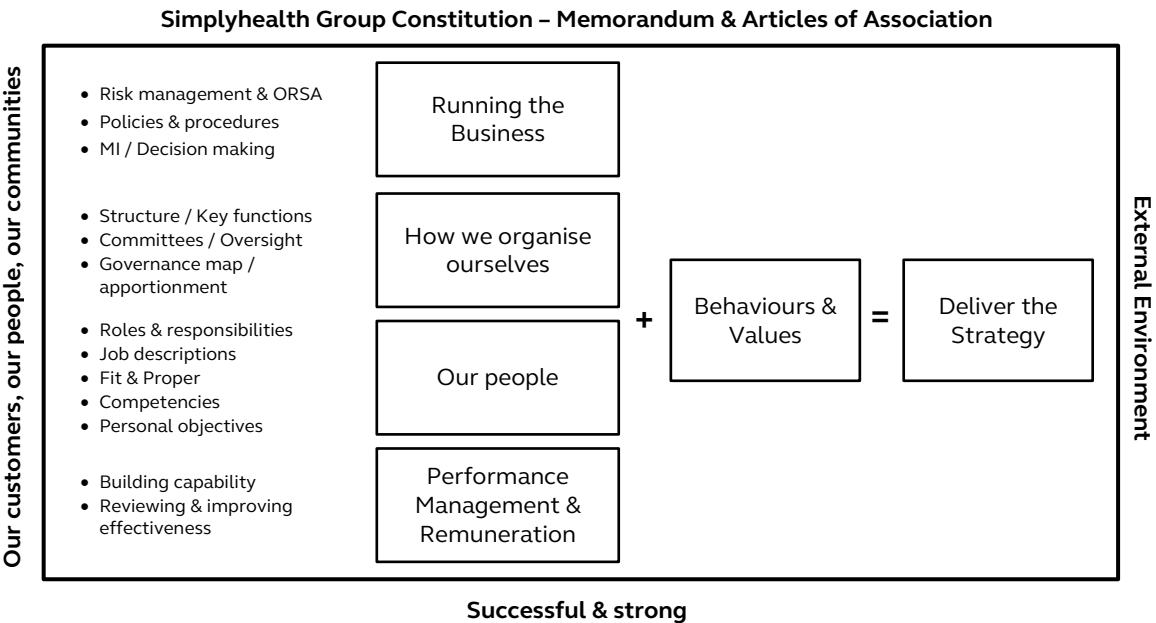 Simplyhealth Group Constitution – Memorandum & Articles of Association
Our customers, our people, our communities
• Risk management & ORSA
• Policies & procedures
• MI / Decision making
Running the
Business
• Structure / Key functions
• Committees / Oversight
• Governance map /
apportionment
How we organise
ourselves
• Roles & responsibilities
• Job descriptions
• Fit & Proper
• Competencies
• Personal objectives
Our people
• Building capability
• Reviewing & improving
effectiveness
Performance
Management &
Remuneration
+
Behaviours &
Values
=
Deliver the
Strategy
External Environment
Successful & strong